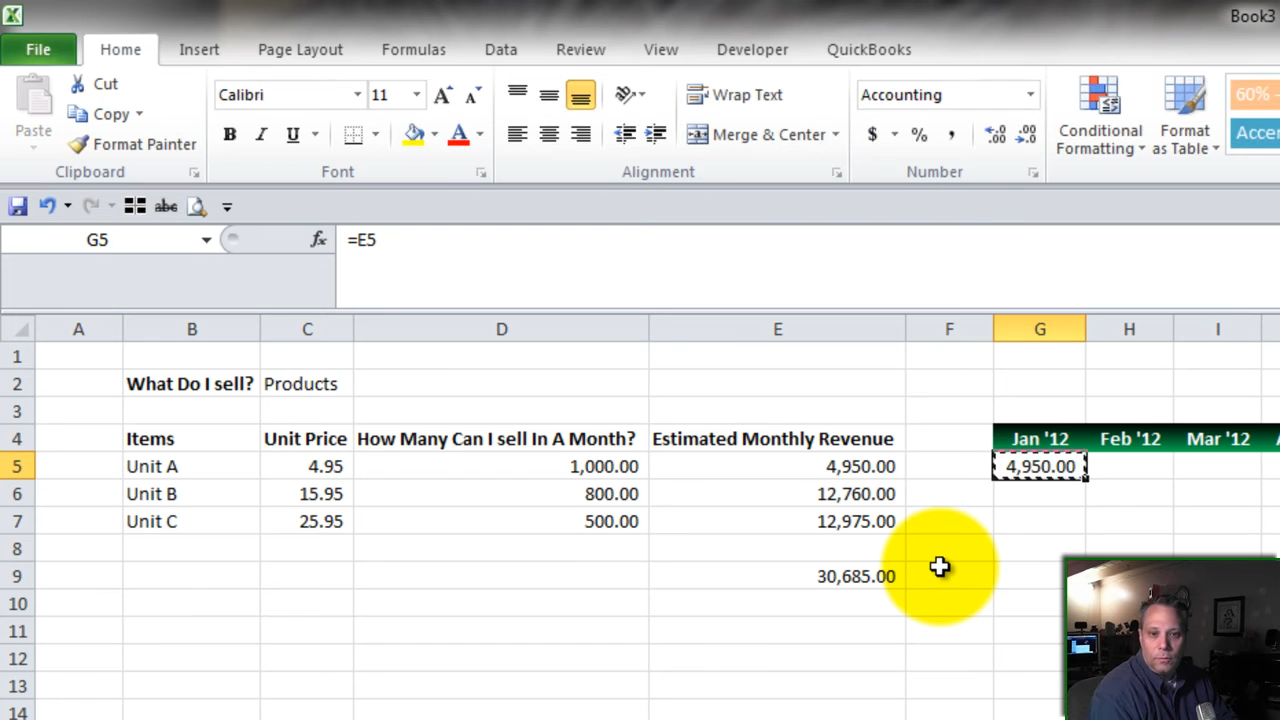 Book3
File Home Insert Page Layout Formulas Data Review View Developer QuickBooks
Cut
Copy
Format Painter
Paste
Clipboard
Calibri 11
B I U
Font
Wrap Text
Merge & Center
Alignment
Accounting
$ % ,
Number
Conditional Formatting
Format as Table
60% -
Accen
abc
G5 fx =E5
A B C D E F G H I
1
2 What Do I sell? Products
3
4 Items Unit Price How Many Can I sell In A Month? Estimated Monthly Revenue Jan '12 Feb '12 Mar '12
5 Unit A 4.95 1,000.00 4,950.00 4,950.00
6 Unit B 15.95 800.00 12,760.00
7 Unit C 25.95 500.00 12,975.00
8
9 30,685.00
10
11
12
13
14